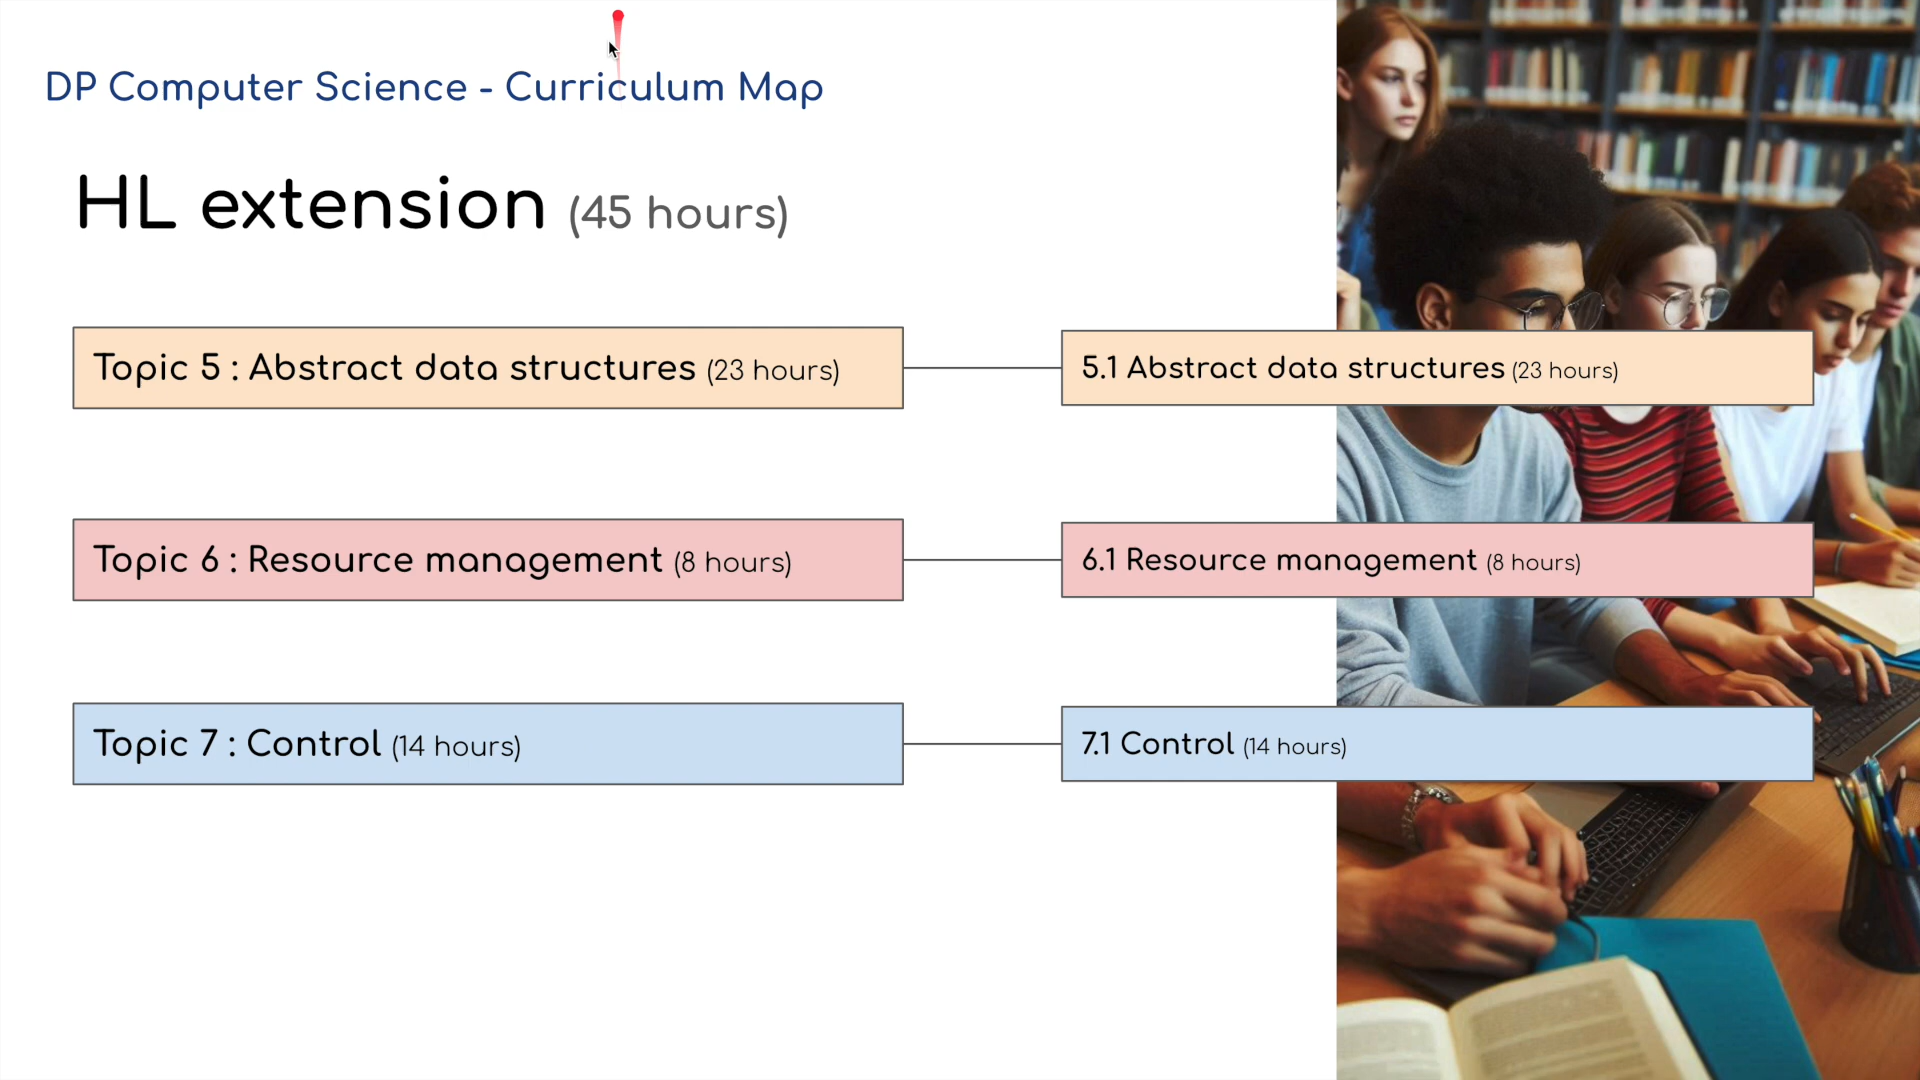 DP Computer Science - Curriculum Map
HL extension (45 hours)
Topic 5 : Abstract data structures (23 hours)
5.1 Abstract data structures (23 hours)
Topic 6 : Resource management (8 hours)
6.1 Resource management (8 hours)
Topic 7 : Control (14 hours)
7.1 Control (14 hours)